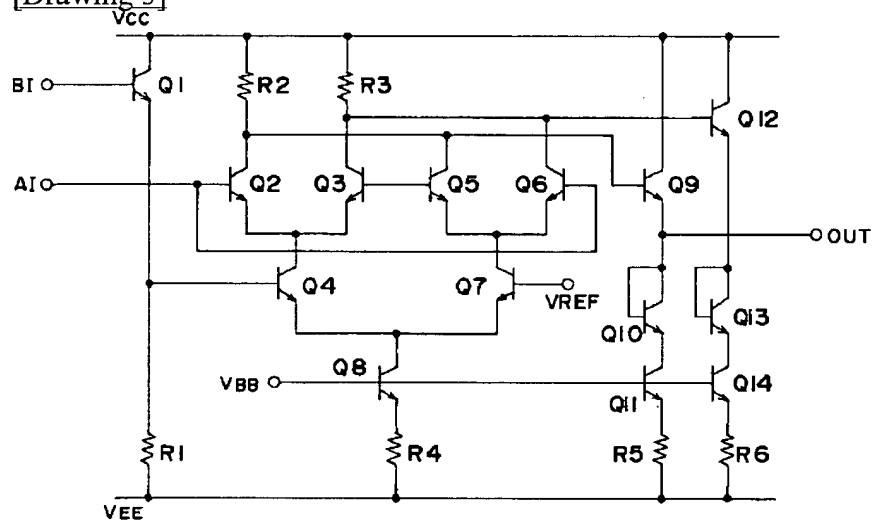 [Drawing 5]
VCC
BI
Q1
R2
R3
Q12
AI
Q2
Q3
Q5
Q6
Q9
OUT
Q4
Q7
VREF
Q10
Q13
VBB
Q8
Q11
Q14
R1
R4
R5
R6
VEE